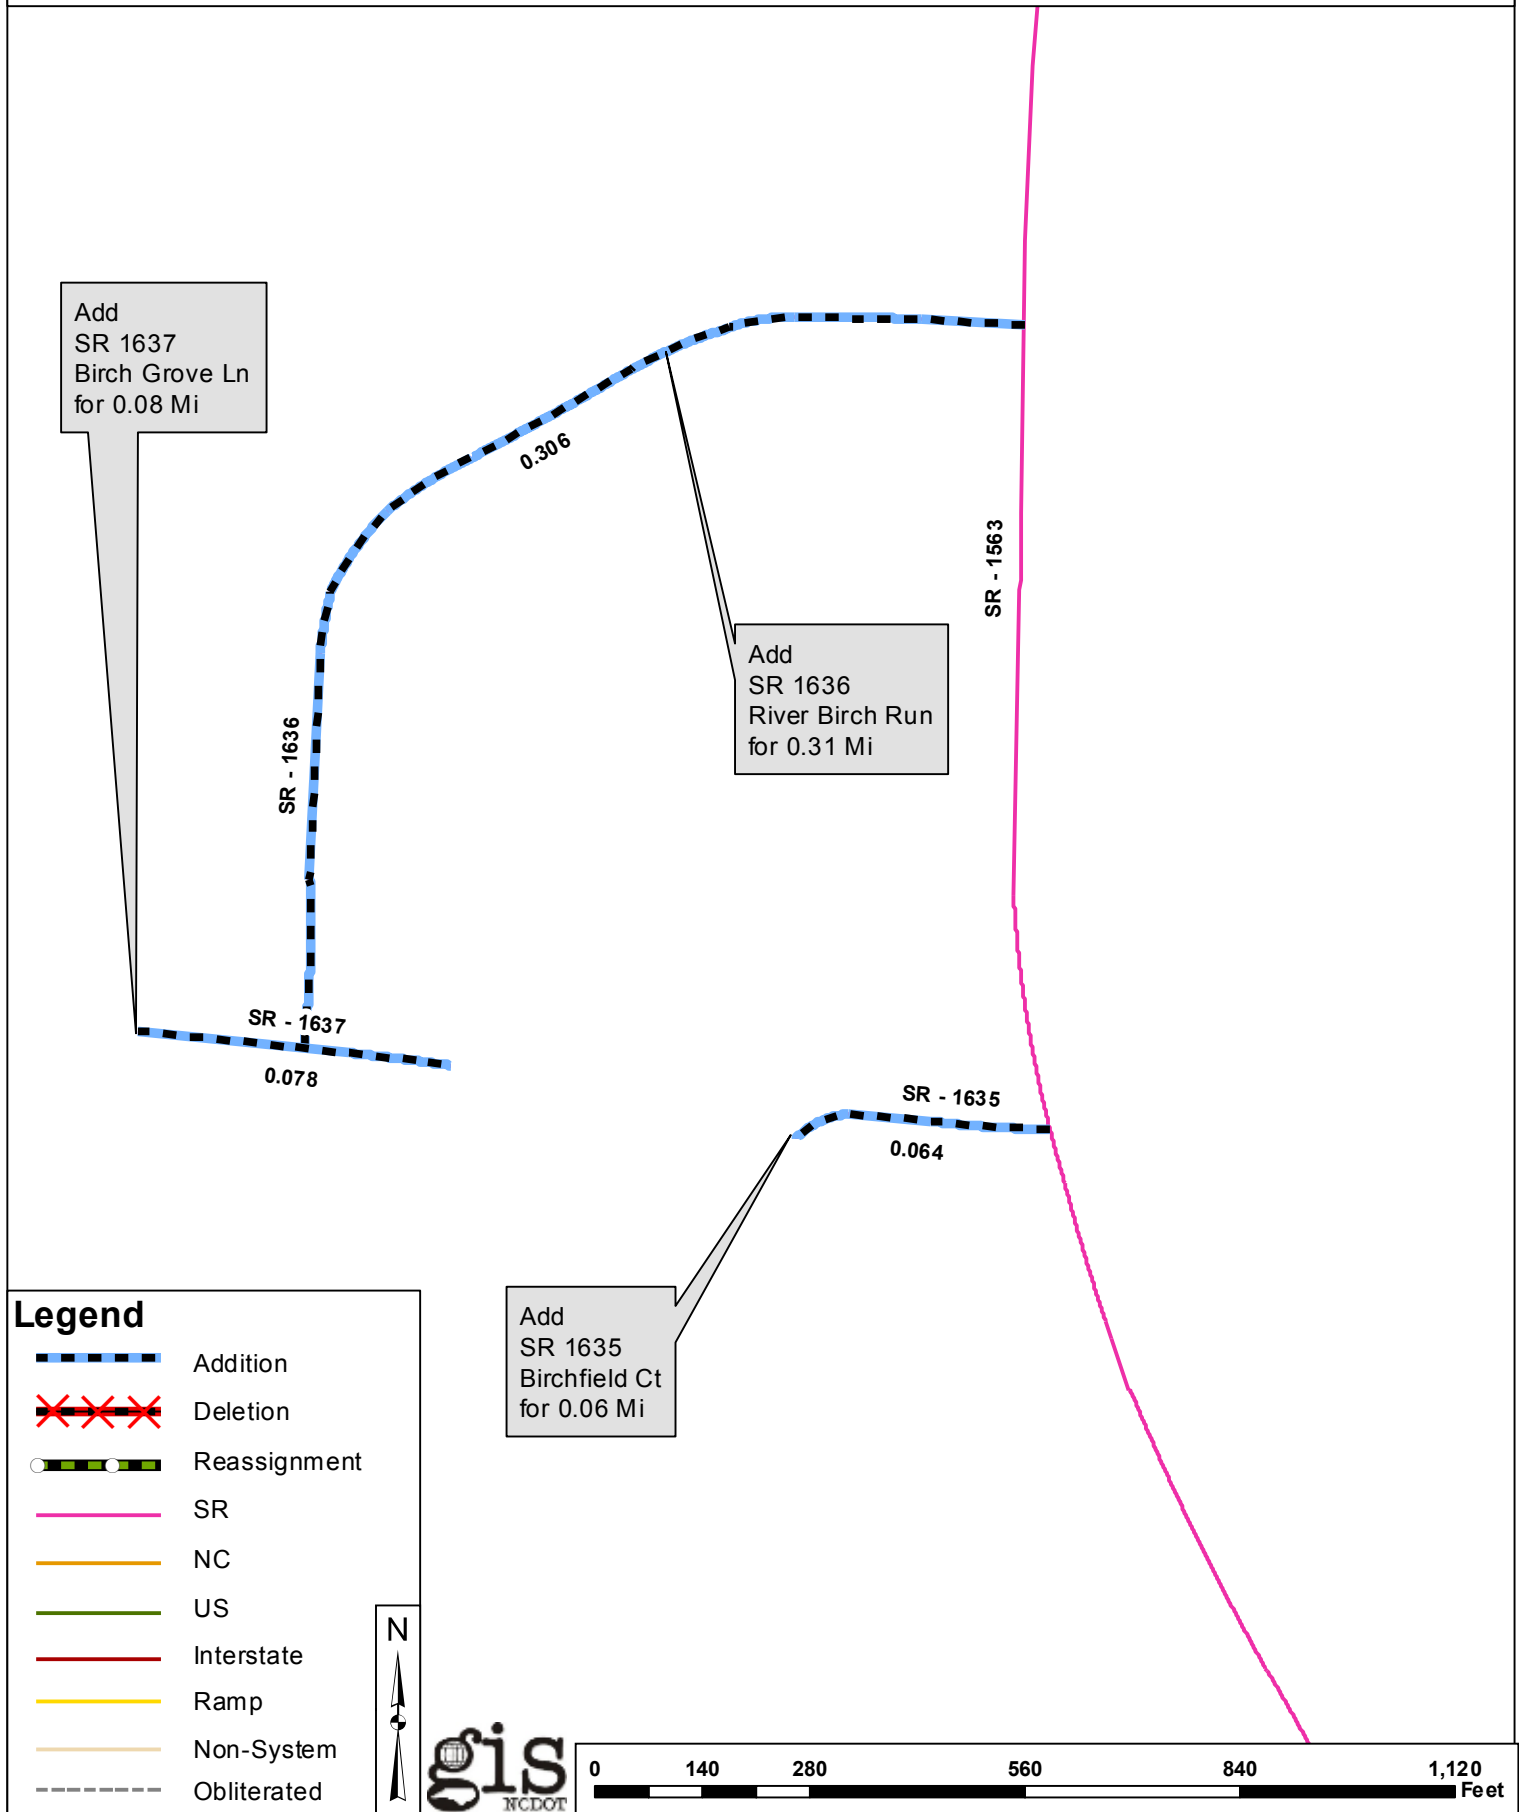 Add
SR 1637
Birch Grove Ln
for 0.08 Mi
0.306
SR - 1563
Add
SR 1636
River Birch Run
for 0.31 Mi
SR - 1636
SR - 1637
0.078
SR - 1635
0.064
Add
SR 1635
Birchfield Ct
for 0.06 Mi
Legend
Addition
Deletion
Reassignment
SR
NC
US
Interstate
Ramp
Non-System
Obliterated
N
gis
NCDOT
0 140 280 560 840 1,120
Feet